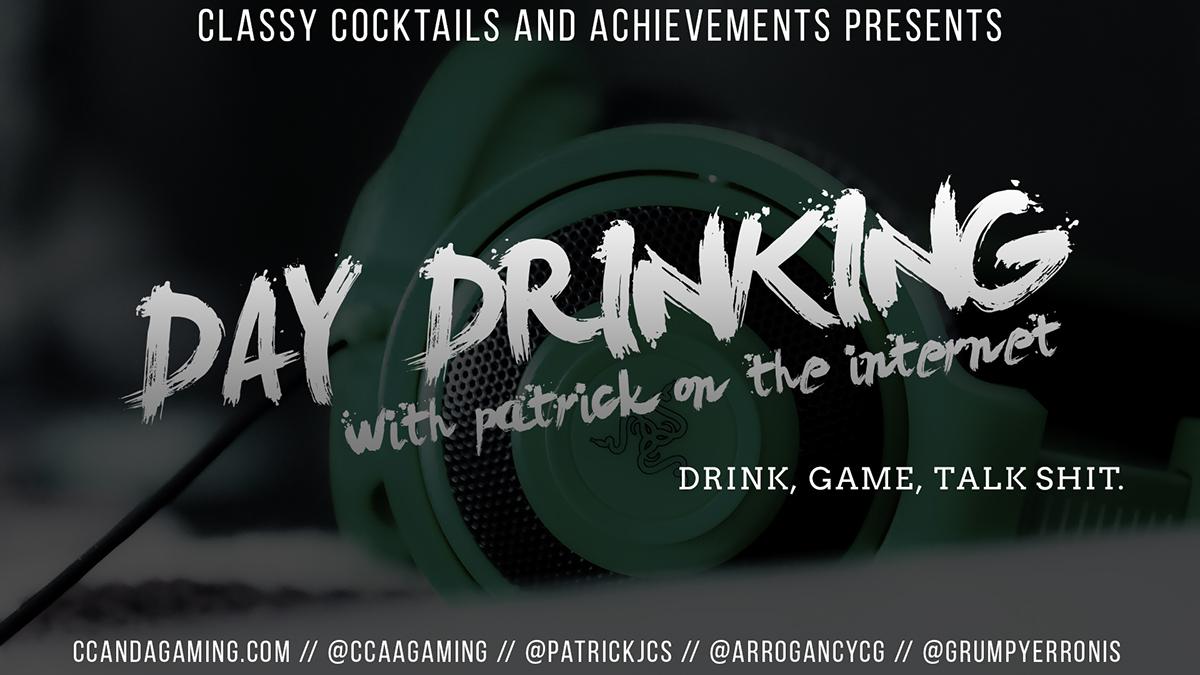 CLASSY COCKTAILS AND ACHIEVEMENTS PRESENTS
DAY DRINKING
with patrick on the internet
DRINK, GAME, TALK SHIT.
CCANDAGAMING.COM // @CCAAGAMING // @PATRICKJCS // @ARROGANCYCG // @GRUMPYERRONIS